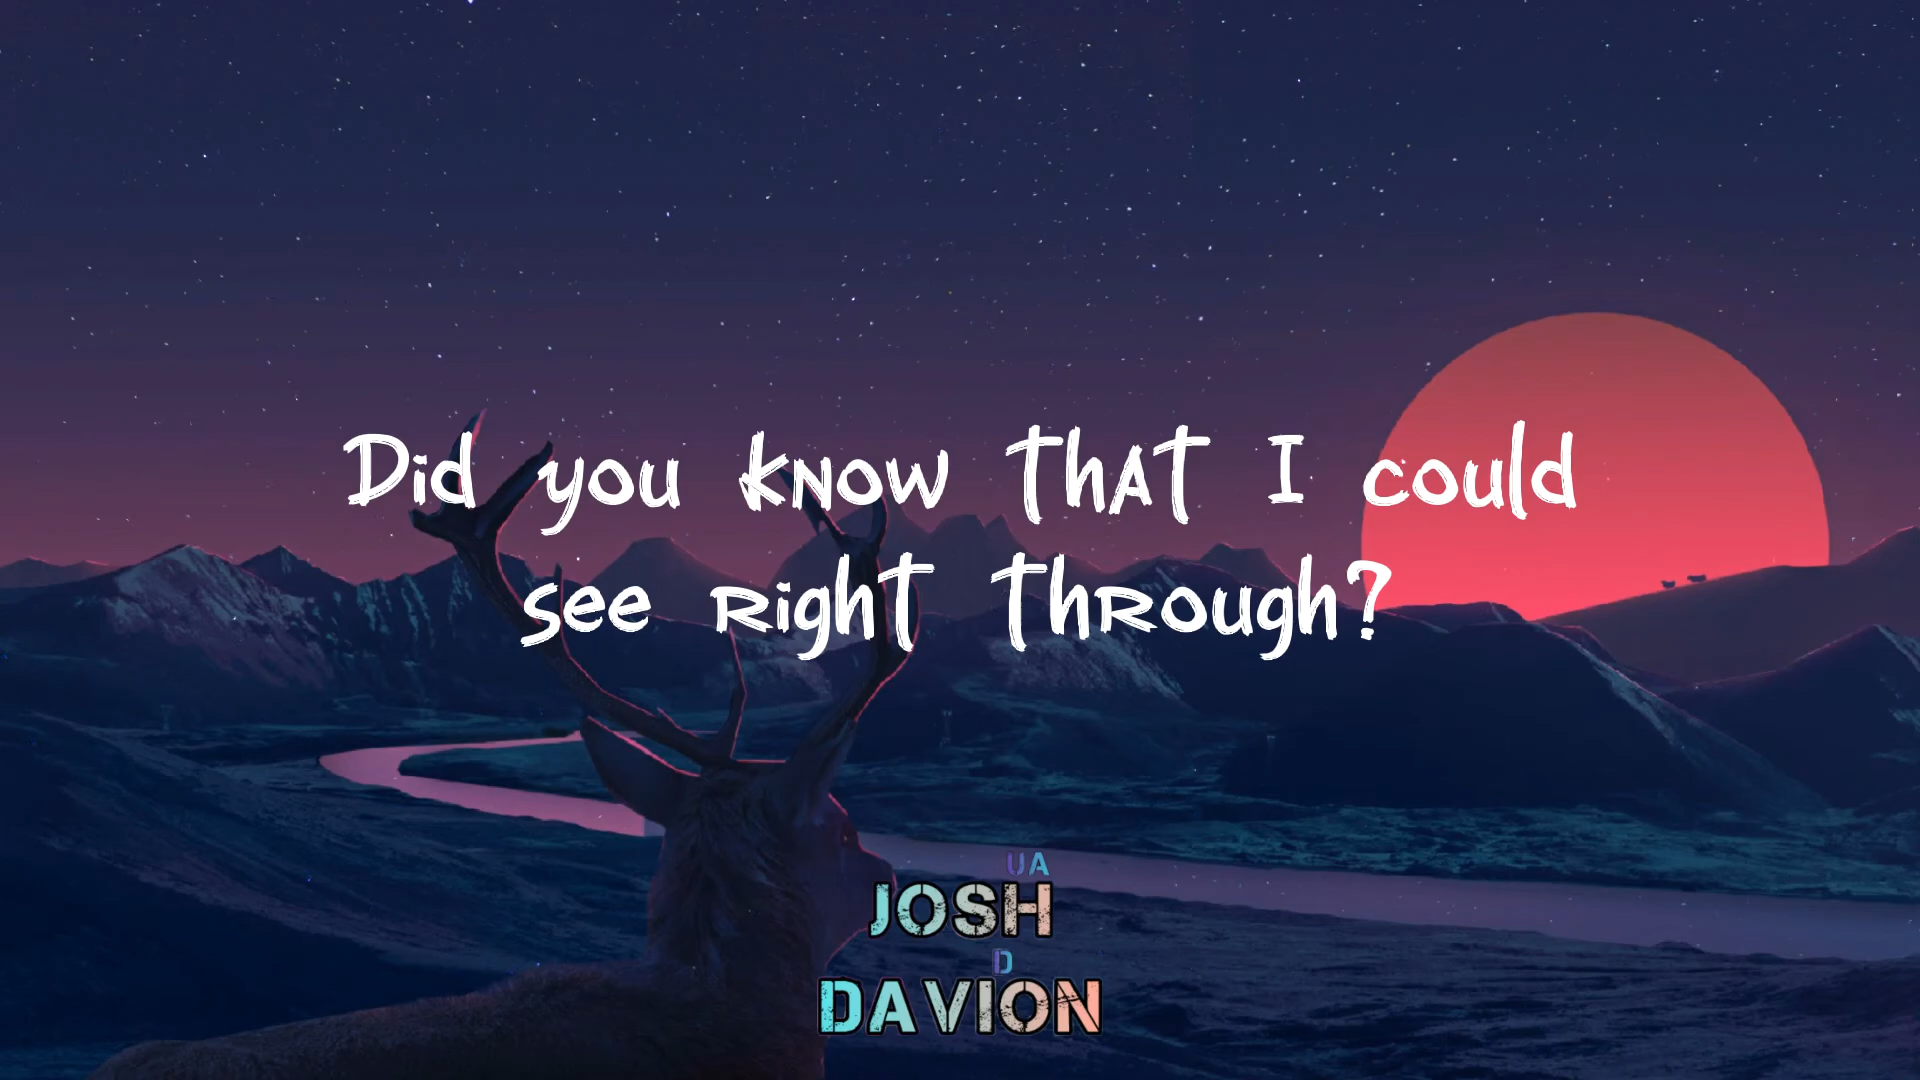 Did you know that I could
see right through?
UA
JOSH
D
DAVION